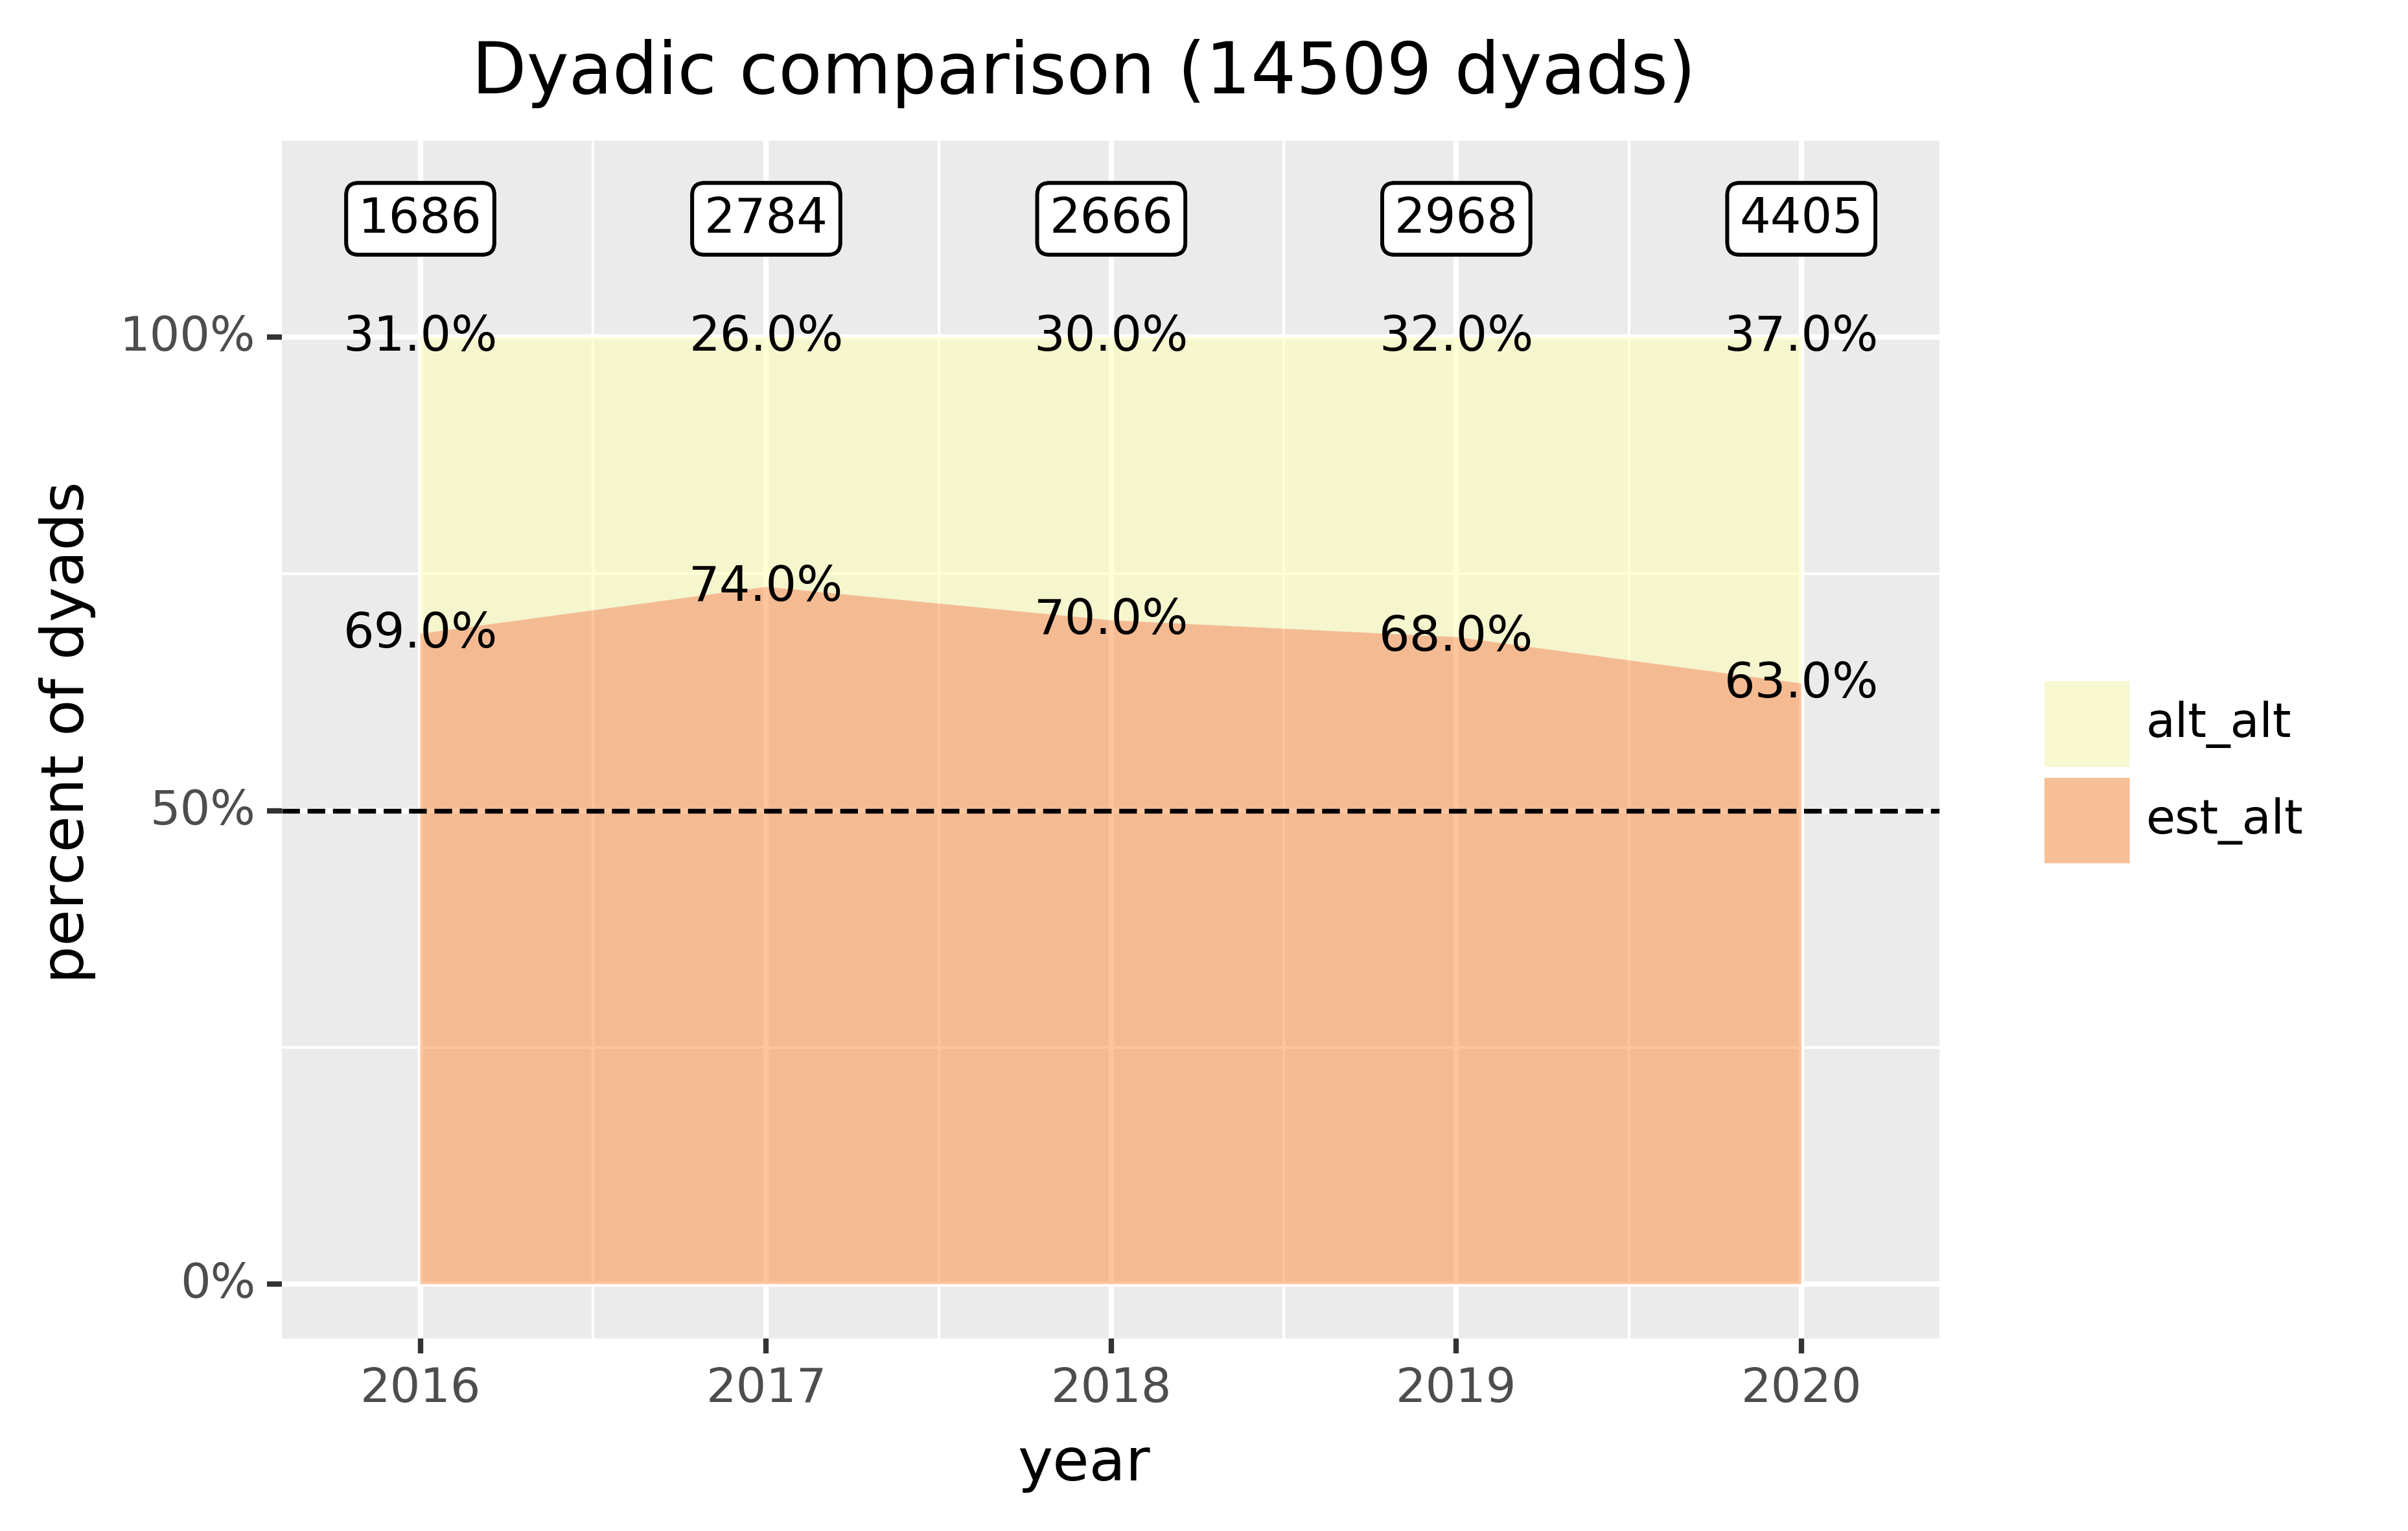 Dyadic comparison (14509 dyads)
1686 2784 2666 2968 4405
100% 31.0% 26.0% 30.0% 32.0% 37.0%
69.0% 74.0% 70.0% 68.0% 63.0%
50%
0%
percent of dyads
2016 2017 2018 2019 2020
year
alt_alt
est_alt